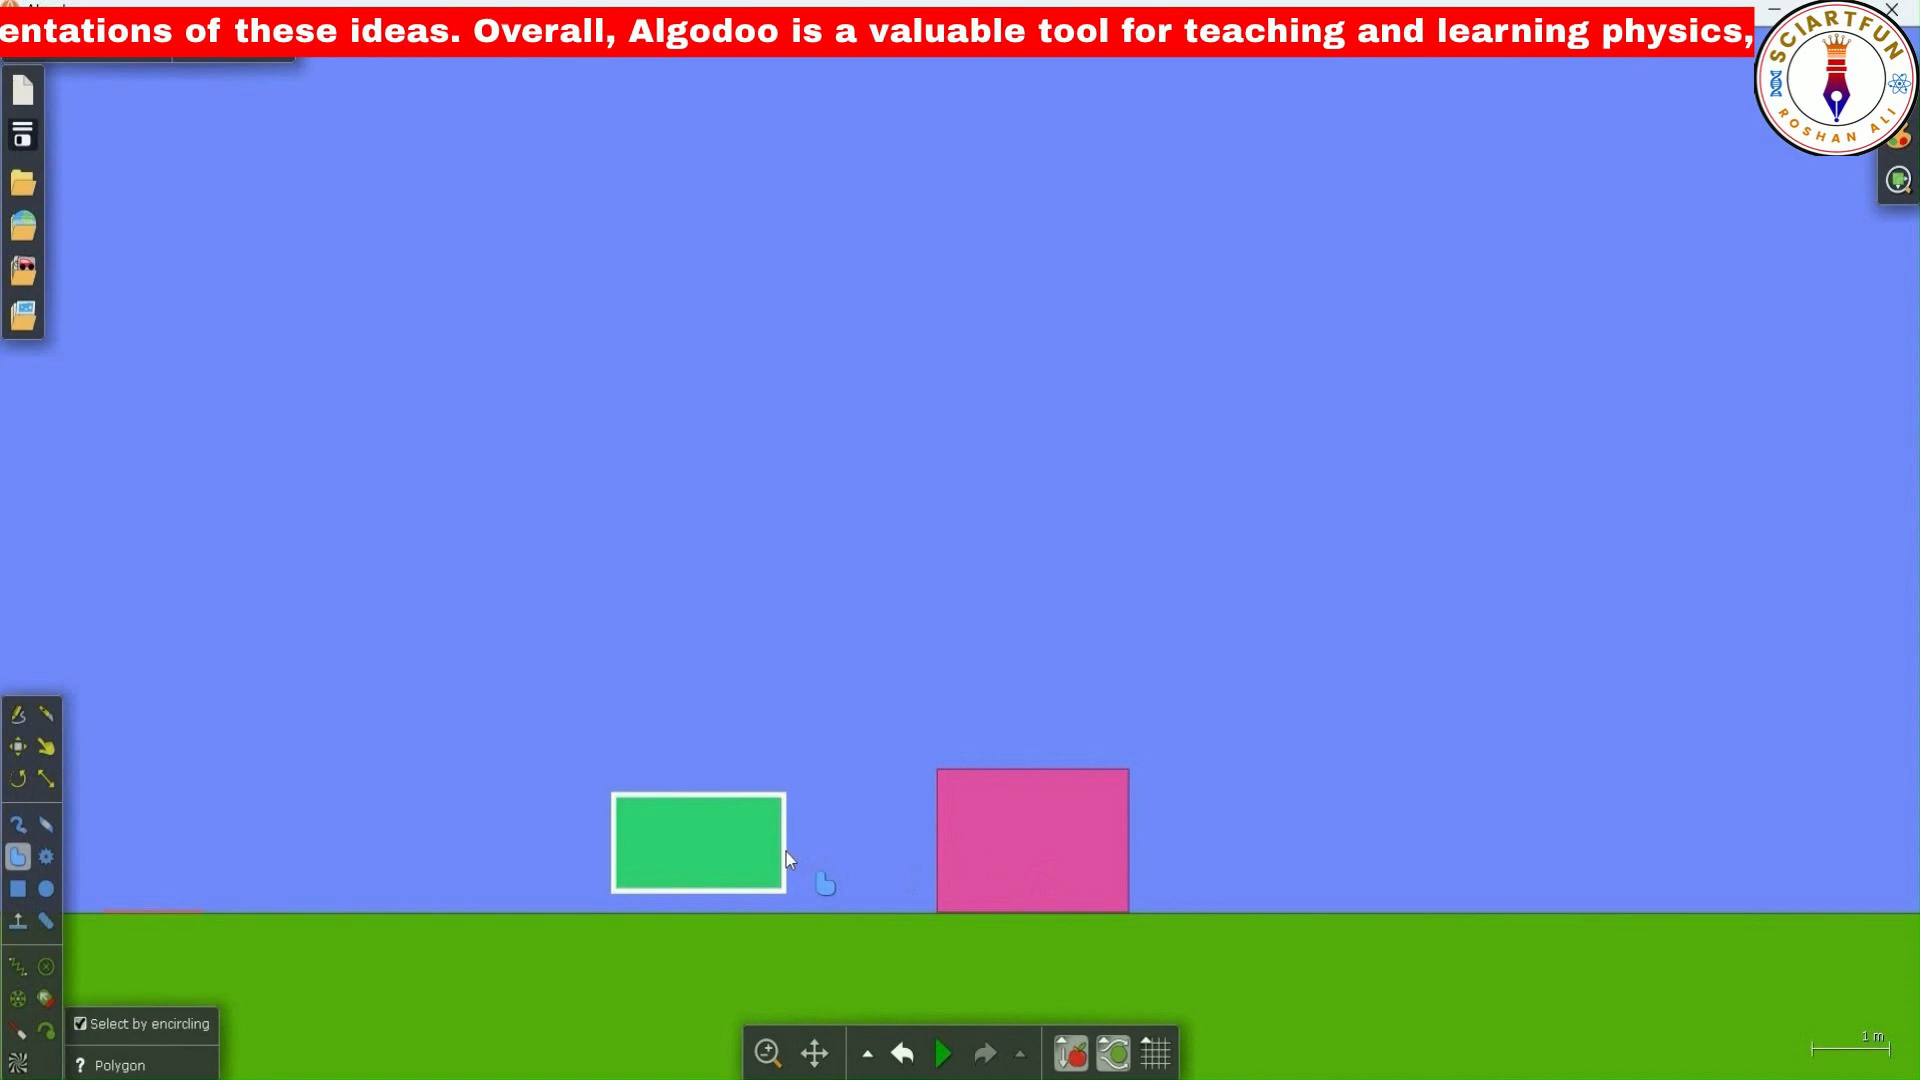 entations of these ideas. Overall, Algodoo is a valuable tool for teaching and learning physics,
SCIARTFUN
ROSHAN ALI
Select by encircling
? Polygon
1 m